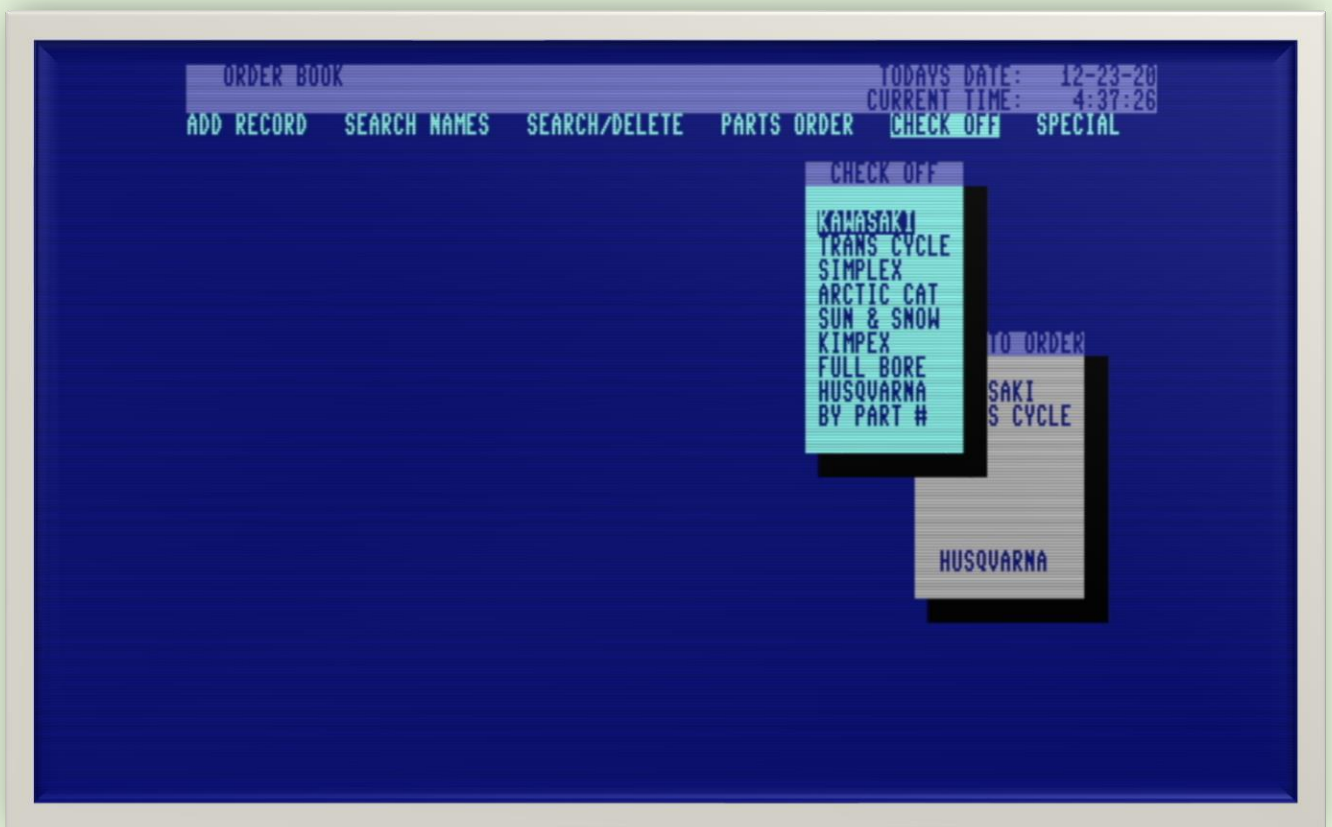 ORDER BOOK TODAYS DATE: 12-23-20
CURRENT TIME: 4:37:26
ADD RECORD SEARCH NAMES SEARCH/DELETE PARTS ORDER CHECK OFF SPECIAL
CHECK OFF
KAWASAKI
TRANS CYCLE
SIMPLEX
ARCTIC CAT
SUN & SNOW
KIMPEX
FULL BORE
HUSQVARNA
BY PART #
TO ORDER
SAKI
S CYCLE
HUSQVARNA